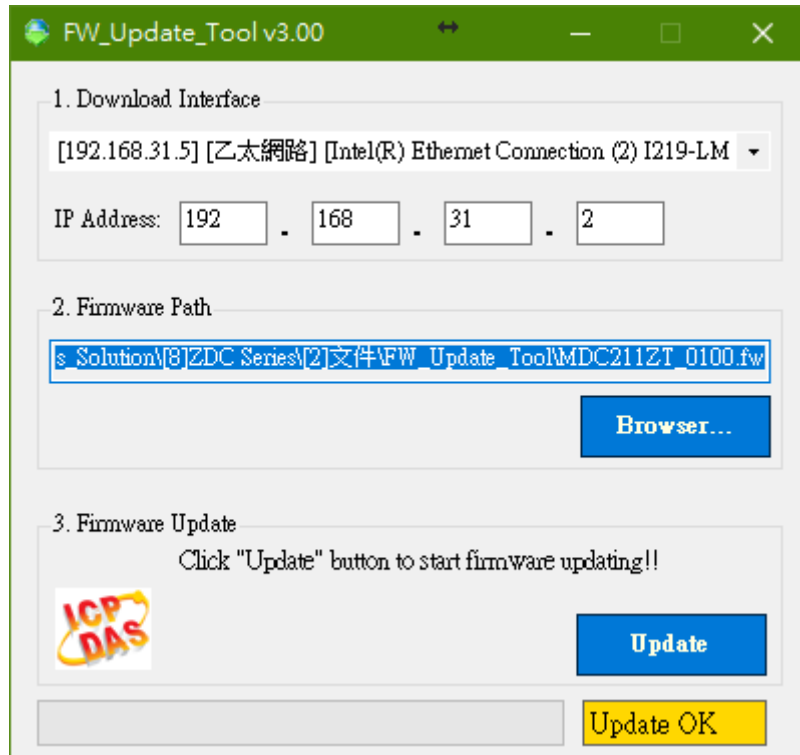 FW_Update_Tool v3.00
1. Download Interface
[192.168.31.5] [乙太網路] [Intel(R) Ethernet Connection (2) I219-LM
IP Address: 192 . 168 . 31 . 2
2. Firmware Path
s_Solution\[8]ZDC Series\[2]文件\FW_Update_Tool\MDC211ZT_0100.fw
Browser...
3. Firmware Update
Click "Update" button to start firmware updating!!
ICP
DAS
Update
Update OK